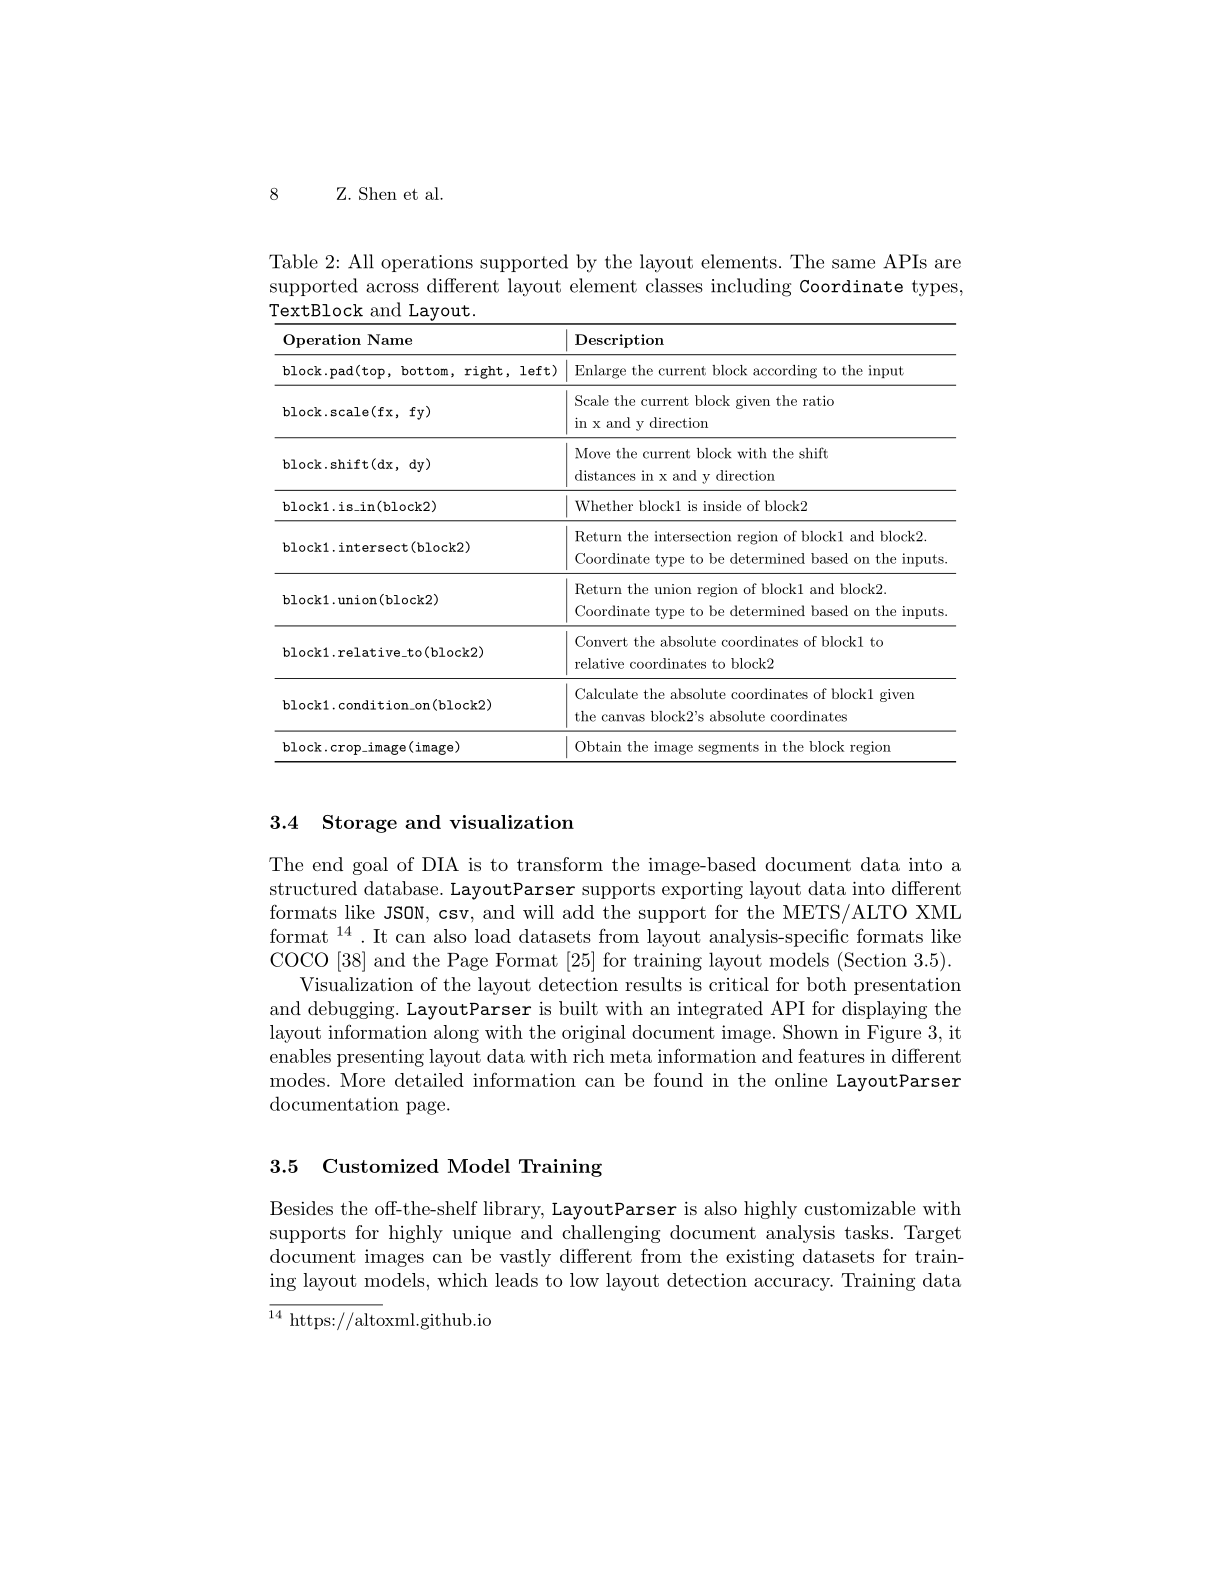 8 Z. Shen et al.
Table 2: All operations supported by the layout elements. The same APIs are
supported across different layout element classes including Coordinate types,
TextBlock and Layout.
Operation Name Description
block.pad(top, bottom, right, left) Enlarge the current block according to the input
block.scale(fx, fy) Scale the current block given the ratio
in x and y direction
block.shift(dx, dy) Move the current block with the shift
distances in x and y direction
block1.is_in(block2) Whether block1 is inside of block2
block1.intersect(block2) Return the intersection region of block1 and block2.
Coordinate type to be determined based on the inputs.
block1.union(block2) Return the union region of block1 and block2.
Coordinate type to be determined based on the inputs.
block1.relative_to(block2) Convert the absolute coordinates of block1 to
relative coordinates to block2
block1.condition_on(block2) Calculate the absolute coordinates of block1 given
the canvas block2's absolute coordinates
block.crop_image(image) Obtain the image segments in the block region
3.4 Storage and visualization
The end goal of DIA is to transform the image-based document data into a
structured database. LayoutParser supports exporting layout data into different
formats like JSON, csv, and will add the support for the METS/ALTO XML
format 14 . It can also load datasets from layout analysis-specific formats like
COCO [38] and the Page Format [25] for training layout models (Section 3.5).
Visualization of the layout detection results is critical for both presentation
and debugging. LayoutParser is built with an integrated API for displaying the
layout information along with the original document image. Shown in Figure 3, it
enables presenting layout data with rich meta information and features in different
modes. More detailed information can be found in the online LayoutParser
documentation page.
3.5 Customized Model Training
Besides the off-the-shelf library, LayoutParser is also highly customizable with
supports for highly unique and challenging document analysis tasks. Target
document images can be vastly different from the existing datasets for train-
ing layout models, which leads to low layout detection accuracy. Training data
14 https://altoxml.github.io